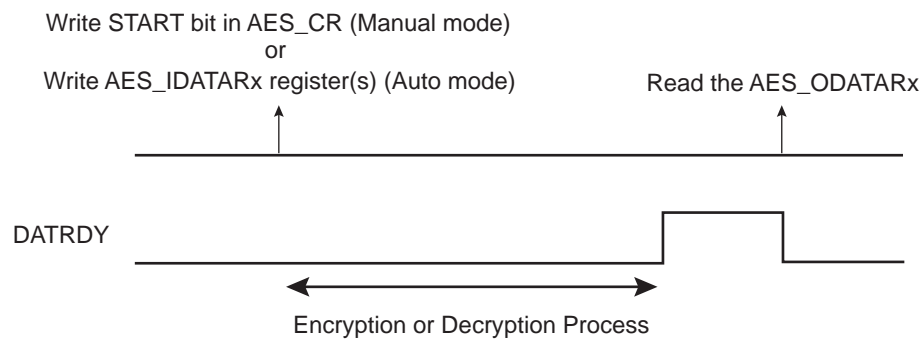 Write START bit in AES_CR (Manual mode)
or
Write AES_IDATARx register(s) (Auto mode)
Read the AES_ODATARx
DATRDY
Encryption or Decryption Process